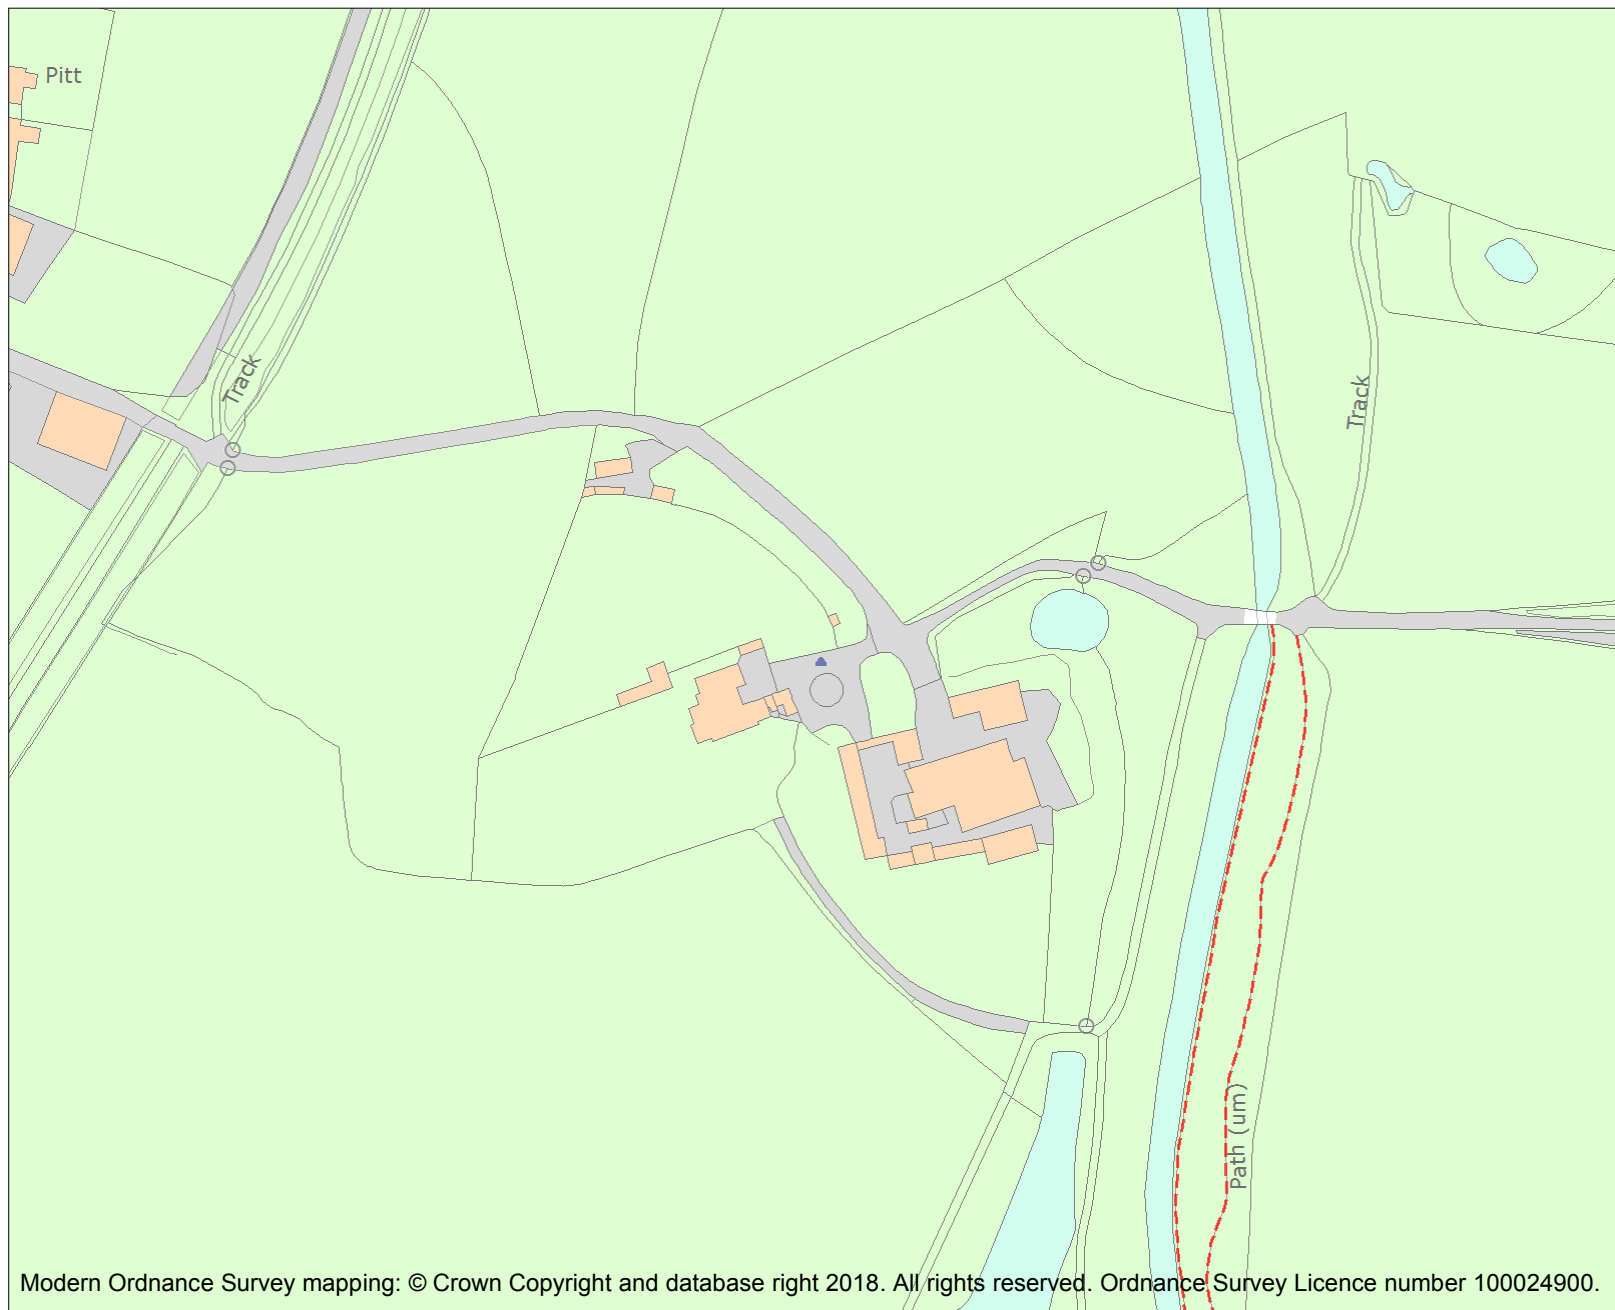 Pitt
Track
Track
Path (um)
Modern Ordnance Survey mapping: © Crown Copyright and database right 2018. All rights reserved. Ordnance Survey Licence number 100024900.